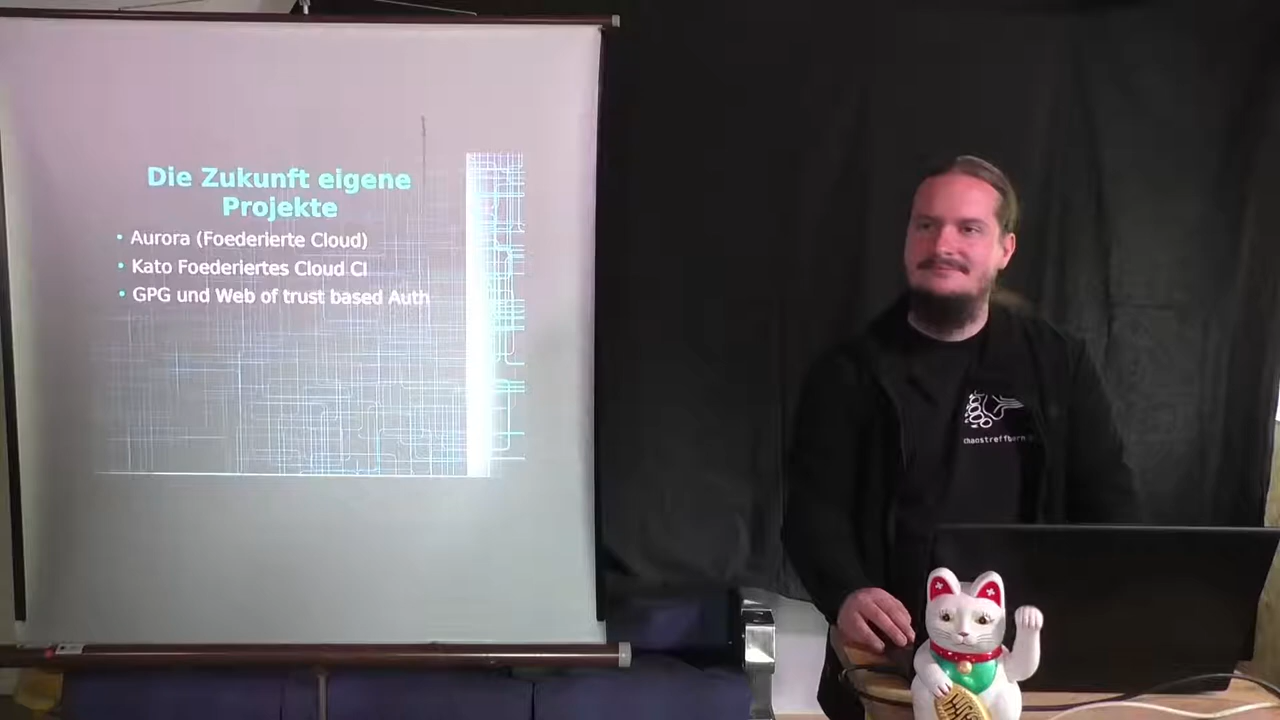 Die Zukunft eigene
Projekte
• Aurora (Foederierte Cloud)
• Kato Foederiertes Cloud CI
• GPG und Web of trust based Auth
chaostreffbern